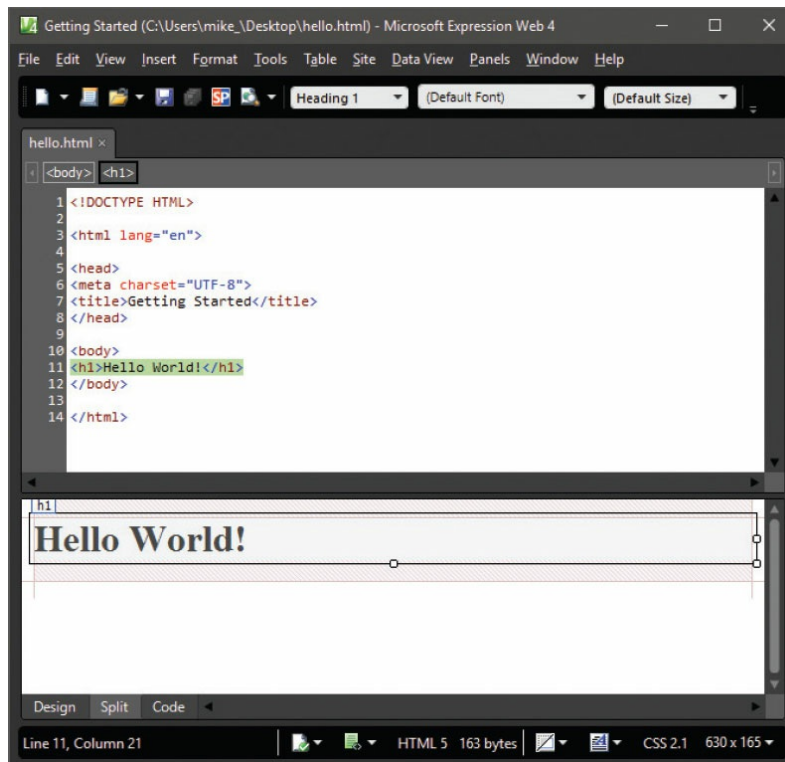 Getting Started (C:\Users\mike_\Desktop\hello.html) - Microsoft Expression Web 4
File Edit View Insert Format Tools Table Site Data View Panels Window Help
SP Heading 1 (Default Font) (Default Size)
hello.html ×
<body> <h1>
1 <!DOCTYPE HTML>
2
3 <html lang="en">
4
5 <head>
6 <meta charset="UTF-8">
7 <title>Getting Started</title>
8 </head>
9
10 <body>
11 <h1>Hello World!</h1>
12 </body>
13
14 </html>
h1
Hello World!
Design Split Code
Line 11, Column 21 HTML 5 163 bytes CSS 2.1 630 x 165